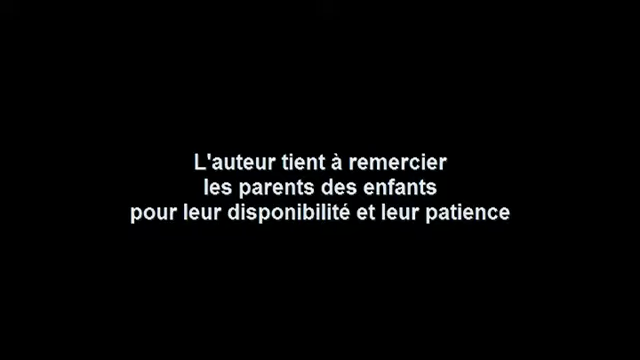 L'auteur tient à remercier
les parents des enfants
pour leur disponibilité et leur patience